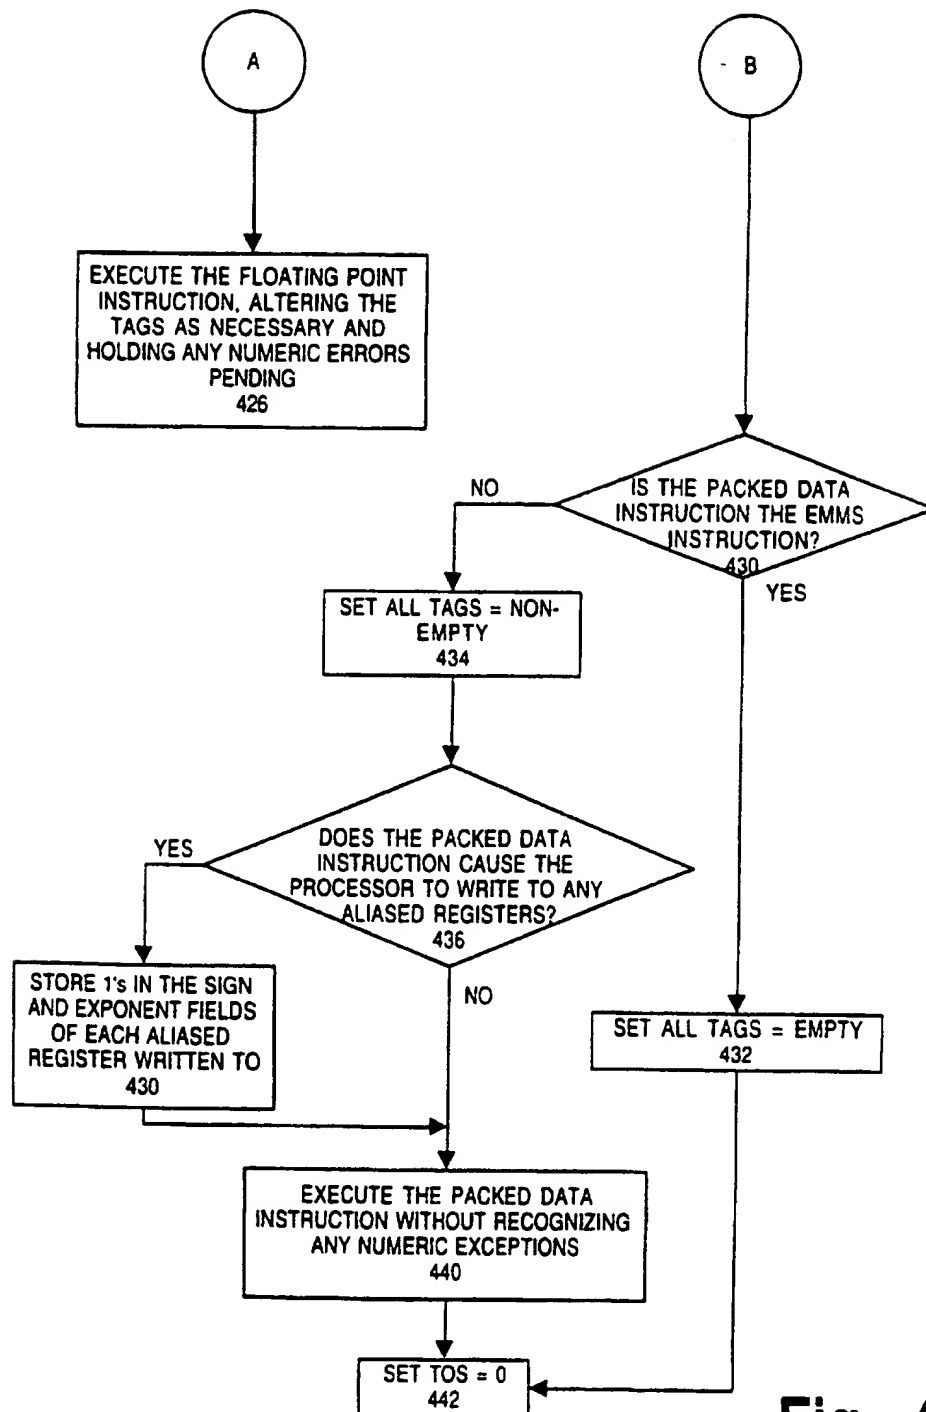 A
B
EXECUTE THE FLOATING POINT
INSTRUCTION, ALTERING THE
TAGS AS NECESSARY AND
HOLDING ANY NUMERIC ERRORS
PENDING
426
NO
IS THE PACKED DATA
INSTRUCTION THE EMMS
INSTRUCTION?
430
YES
SET ALL TAGS = NON-
EMPTY
434
YES
DOES THE PACKED DATA
INSTRUCTION CAUSE THE
PROCESSOR TO WRITE TO ANY
ALIASED REGISTERS?
436
NO
STORE 1's IN THE SIGN
AND EXPONENT FIELDS
OF EACH ALIASED
REGISTER WRITTEN TO
430
SET ALL TAGS = EMPTY
432
EXECUTE THE PACKED DATA
INSTRUCTION WITHOUT RECOGNIZING
ANY NUMERIC EXCEPTIONS
440
SET TOS = 0
442